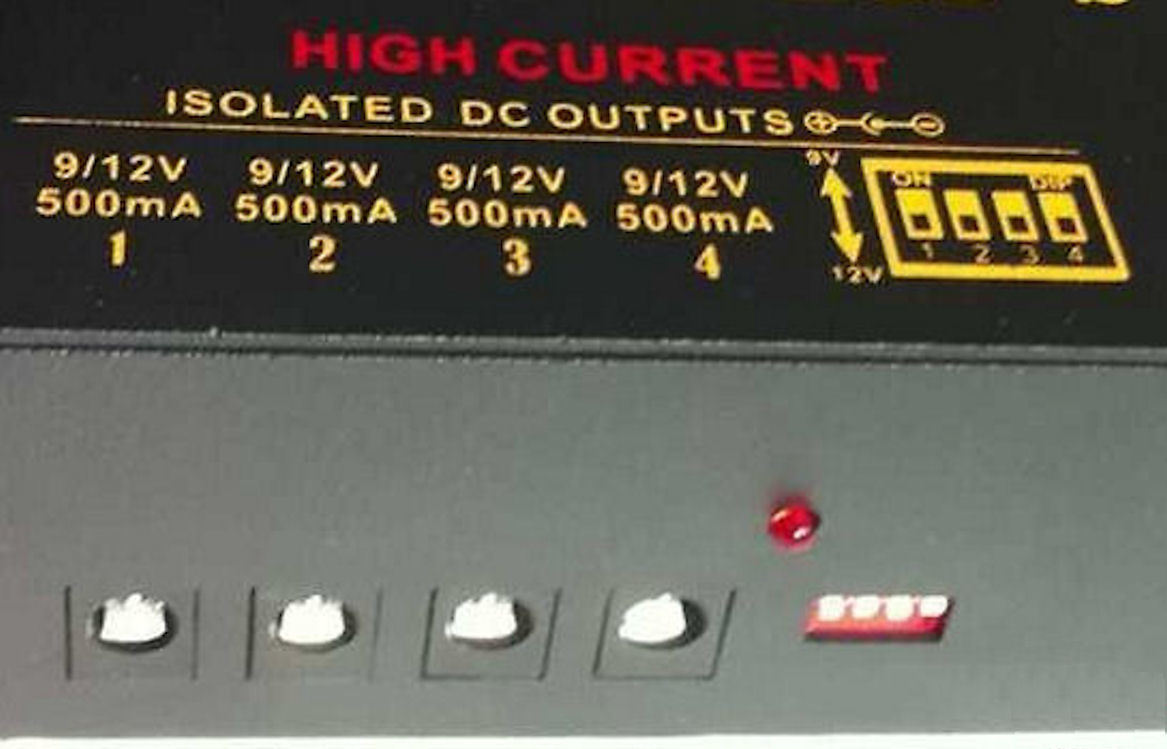 HIGH CURRENT
ISOLATED DC OUTPUTS
9/12V 9/12V 9/12V 9/12V 9V
500mA 500mA 500mA 500mA ON DIP
1 2 3 4 1 2 3 4
12V